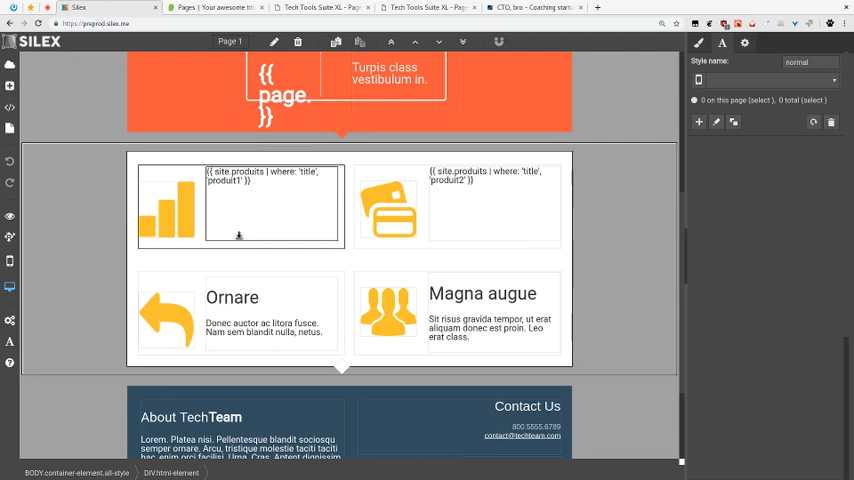 Silex
Pages | Your awesome tit
Tech Tools Suite XL - Page
Tech Tools Suite XL - Page
CTO, bro - Coaching startu
https://preprod.silex.me
SILEX
Page 1
Style name:
normal
0 on this page (select ), 0 total (select )
{{
page.
}}
Turpis class
vestibulum in.
{{ site.produits | where: 'title',
'produit1' }}
{{ site.produits | where: 'title',
'produit2' }}
Ornare
Donec auctor ac litora fusce.
Nam sem blandit nulla, netus.
Magna augue
Sit risus gravida tempor, ut erat
aliquam donec est proin. Leo
erat class.
About TechTeam
Lorem. Platea nisi. Pellentesque blandit sociosqu
semper ornare. Arcu, tristique molestie taciti taciti
Contact Us
800.5555.6789
contact@techteam.com
BODY.container-element.all-style
DIV.html-element